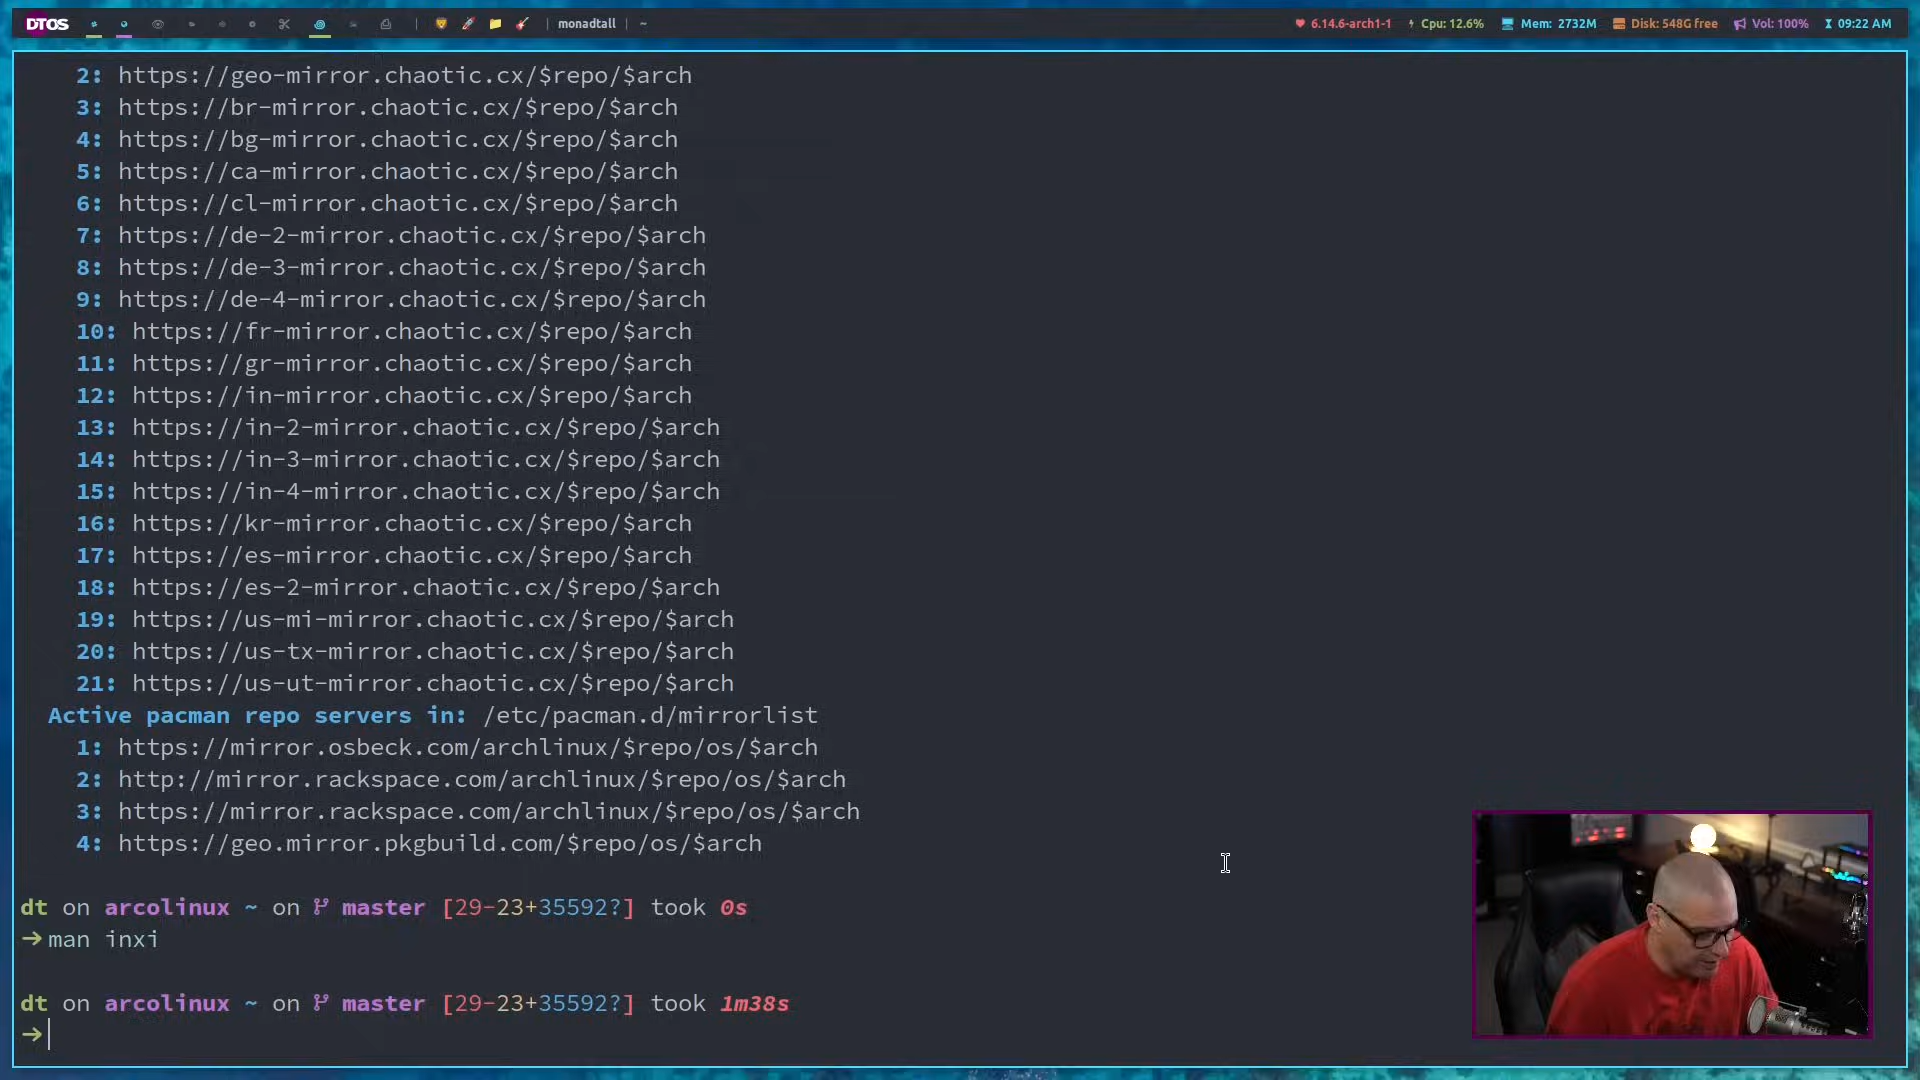 DTOS monadtall ~ 6.14.6-arch1-1 Cpu: 12.6% Mem: 2732M Disk: 548G free Vol: 100% 09:22 AM
2: https://geo-mirror.chaotic.cx/$repo/$arch
3: https://br-mirror.chaotic.cx/$repo/$arch
4: https://bg-mirror.chaotic.cx/$repo/$arch
5: https://ca-mirror.chaotic.cx/$repo/$arch
6: https://cl-mirror.chaotic.cx/$repo/$arch
7: https://de-2-mirror.chaotic.cx/$repo/$arch
8: https://de-3-mirror.chaotic.cx/$repo/$arch
9: https://de-4-mirror.chaotic.cx/$repo/$arch
10: https://fr-mirror.chaotic.cx/$repo/$arch
11: https://gr-mirror.chaotic.cx/$repo/$arch
12: https://in-mirror.chaotic.cx/$repo/$arch
13: https://in-2-mirror.chaotic.cx/$repo/$arch
14: https://in-3-mirror.chaotic.cx/$repo/$arch
15: https://in-4-mirror.chaotic.cx/$repo/$arch
16: https://kr-mirror.chaotic.cx/$repo/$arch
17: https://es-mirror.chaotic.cx/$repo/$arch
18: https://es-2-mirror.chaotic.cx/$repo/$arch
19: https://us-mi-mirror.chaotic.cx/$repo/$arch
20: https://us-tx-mirror.chaotic.cx/$repo/$arch
21: https://us-ut-mirror.chaotic.cx/$repo/$arch
Active pacman repo servers in: /etc/pacman.d/mirrorlist
1: https://mirror.osbeck.com/archlinux/$repo/os/$arch
2: http://mirror.rackspace.com/archlinux/$repo/os/$arch
3: https://mirror.rackspace.com/archlinux/$repo/os/$arch
4: https://geo.mirror.pkgbuild.com/$repo/os/$arch
dt on arcolinux ~ on master [29-23+35592?] took 0s
→ man inxi
dt on arcolinux ~ on master [29-23+35592?] took 1m38s
→